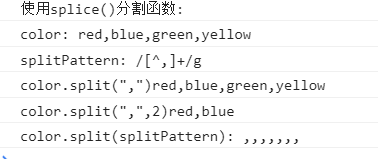 使用splice()分割函数:
color: red,blue,green,yellow
splitPattern: /[^,]+/g
color.split(",")red,blue,green,yellow
color.split(",",2)red,blue
color.split(splitPattern): ,,,,,,,